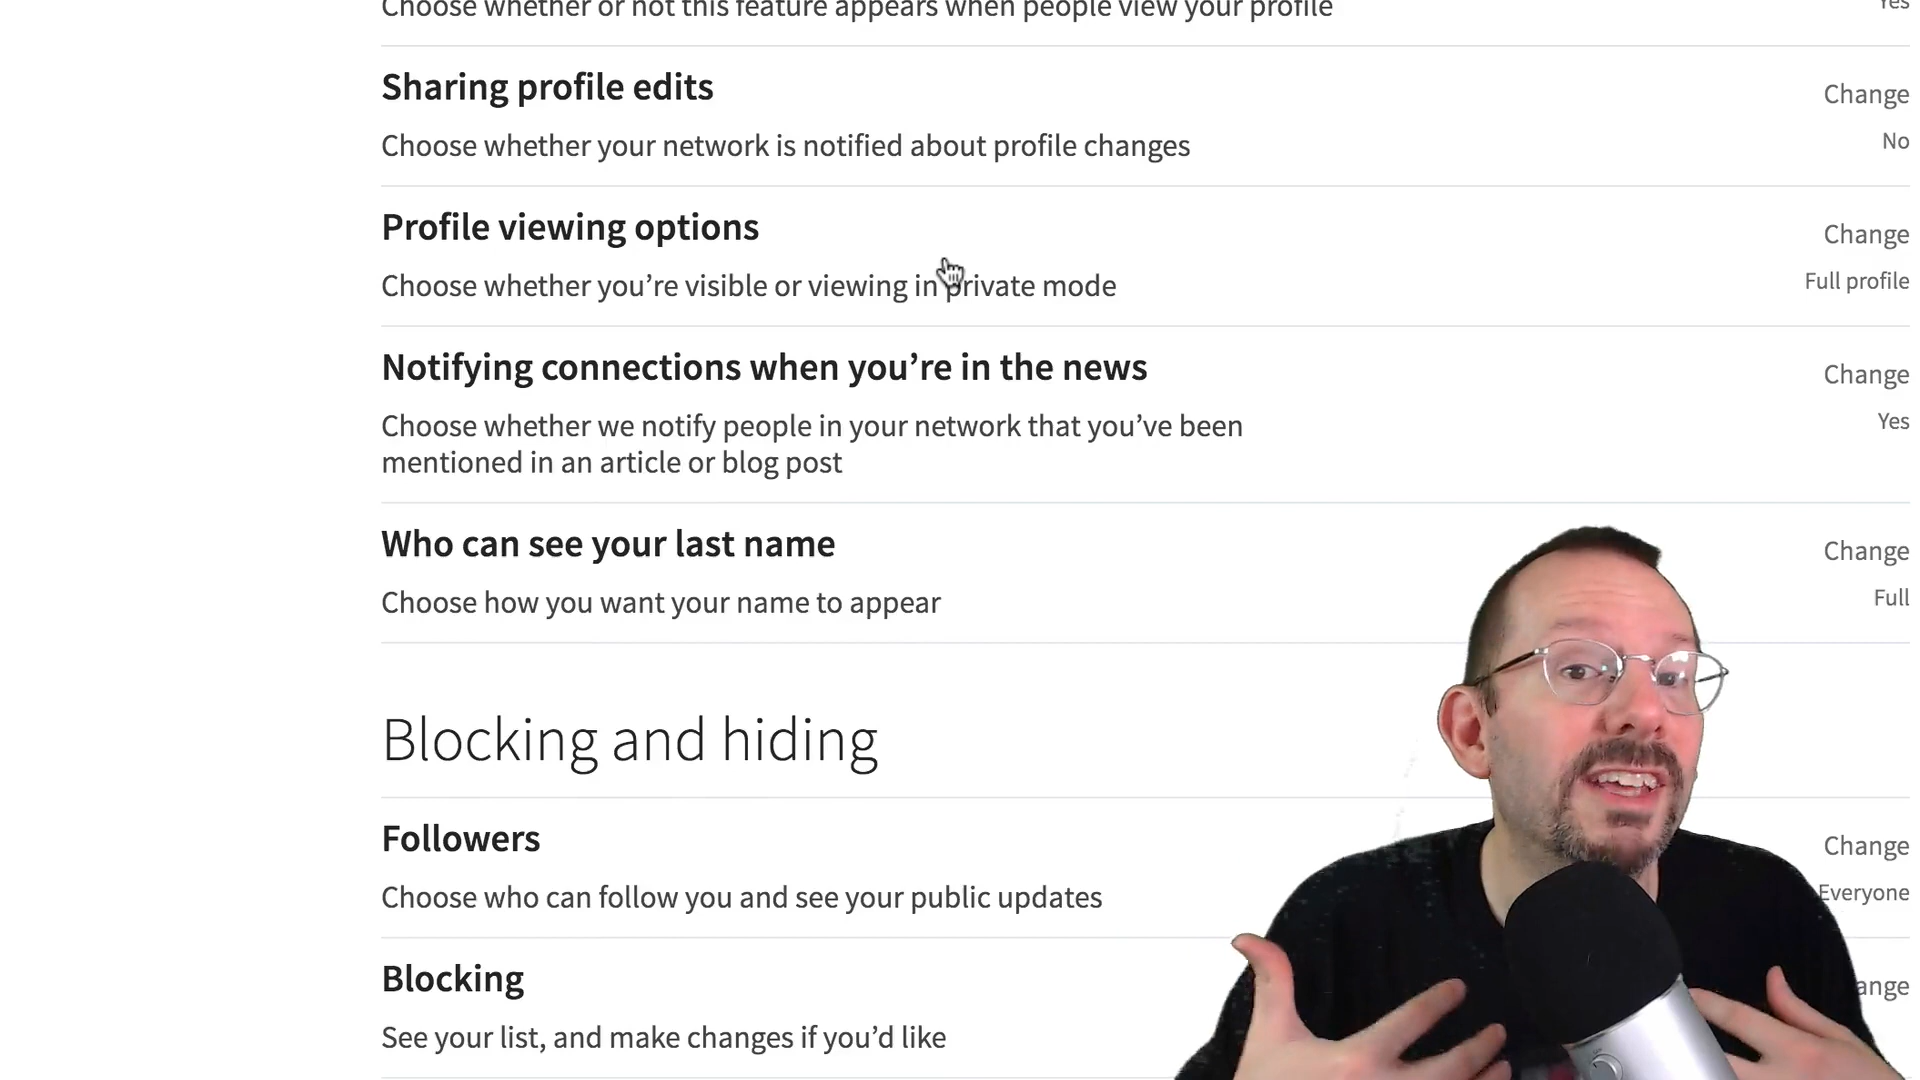 Choose whether or not this feature appears when people view your profile
Yes
Sharing profile edits
Change
Choose whether your network is notified about profile changes
No
Profile viewing options
Change
Choose whether you’re visible or viewing in private mode
Full profile
Notifying connections when you’re in the news
Change
Choose whether we notify people in your network that you’ve been
Yes
mentioned in an article or blog post
Who can see your last name
Change
Choose how you want your name to appear
Full
Blocking and hiding
Followers
Change
Choose who can follow you and see your public updates
Everyone
Blocking
ange
See your list, and make changes if you’d like